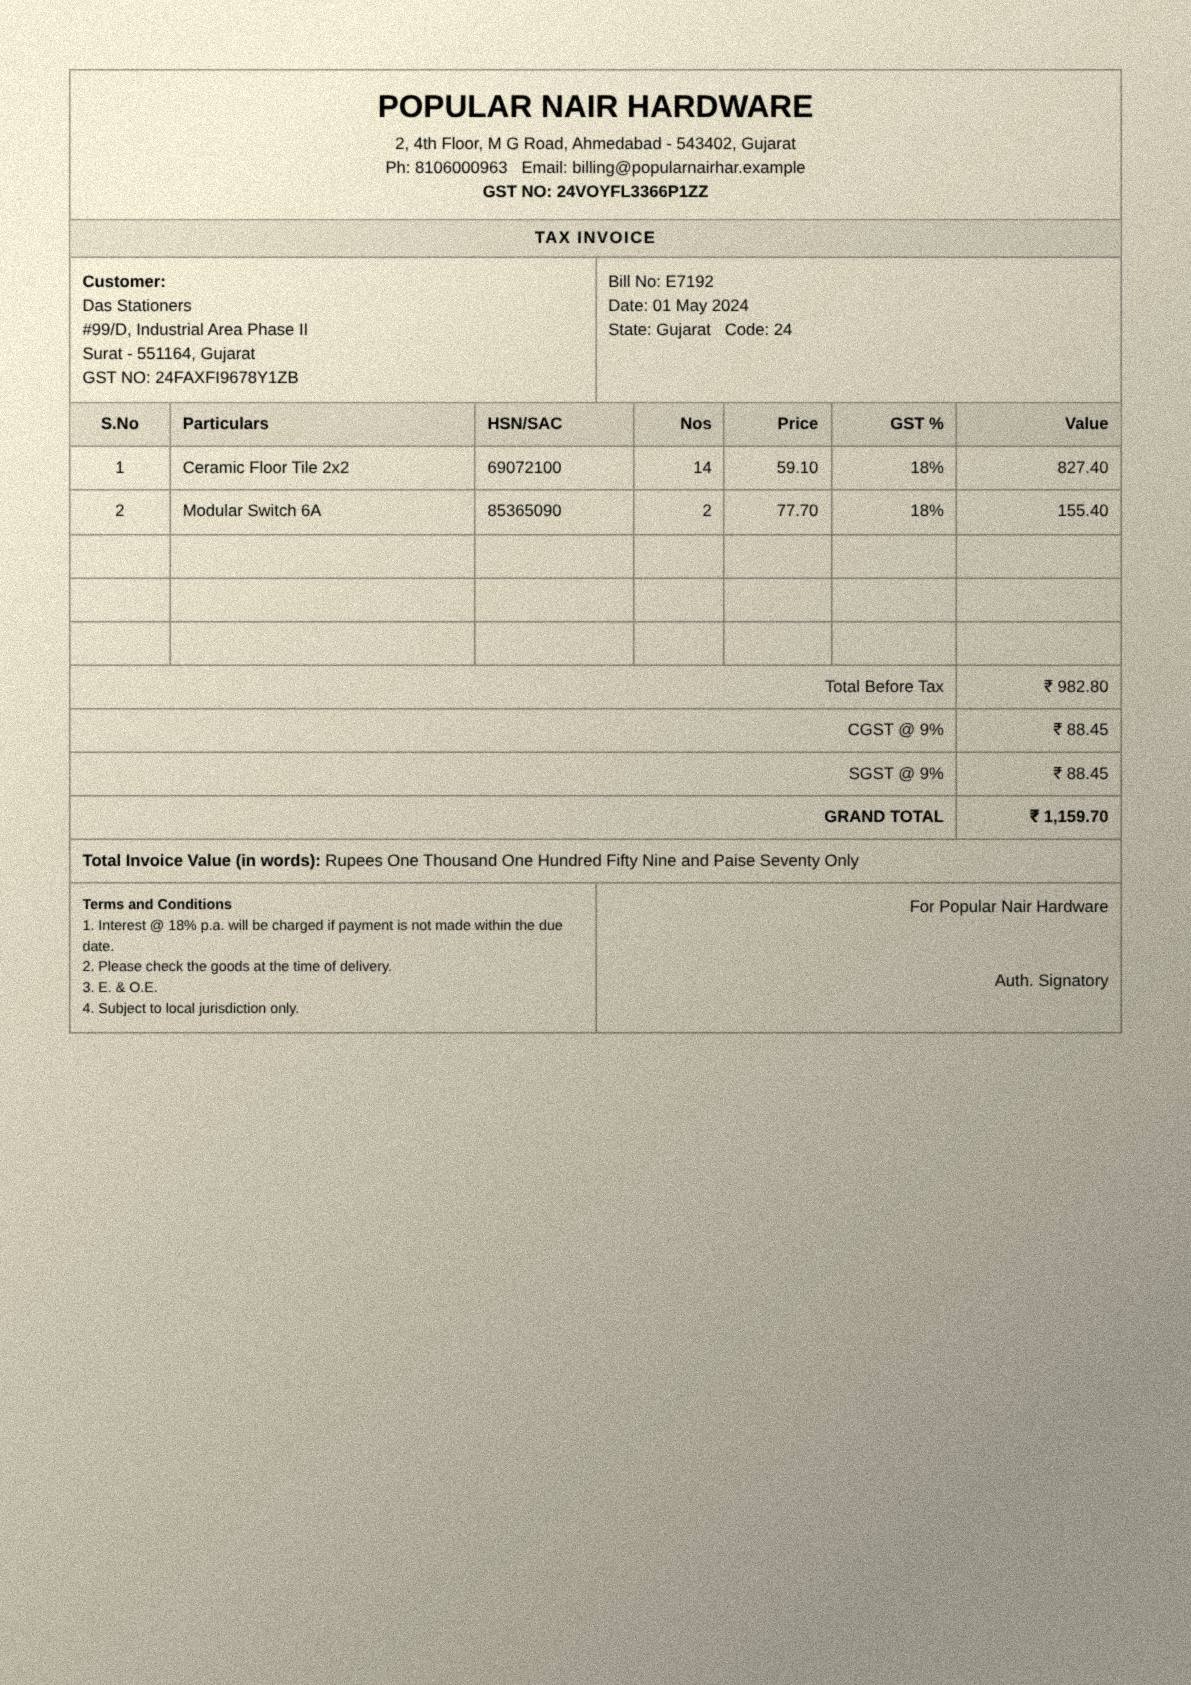 POPULAR NAIR HARDWARE
2, 4th Floor, M G Road, Ahmedabad - 543402, Gujarat
Ph: 8106000963 Email: billing@popularnairhar.example
GST NO: 24VOYFL3366P1ZZ
TAX INVOICE
Customer:
Das Stationers
#99/D, Industrial Area Phase II
Surat - 551164, Gujarat
GST NO: 24FAXFI9678Y1ZB
Bill No: E7192
Date: 01 May 2024
State: Gujarat Code: 24
S.No Particulars HSN/SAC Nos Price GST % Value
1 Ceramic Floor Tile 2x2 69072100 14 59.10 18% 827.40
2 Modular Switch 6A 85365090 2 77.70 18% 155.40
Total Before Tax ₹ 982.80
CGST @ 9% ₹ 88.45
SGST @ 9% ₹ 88.45
GRAND TOTAL ₹ 1,159.70
Total Invoice Value (in words): Rupees One Thousand One Hundred Fifty Nine and Paise Seventy Only
Terms and Conditions
1. Interest @ 18% p.a. will be charged if payment is not made within the due
date.
2. Please check the goods at the time of delivery.
3. E. & O.E.
4. Subject to local jurisdiction only.
For Popular Nair Hardware
Auth. Signatory